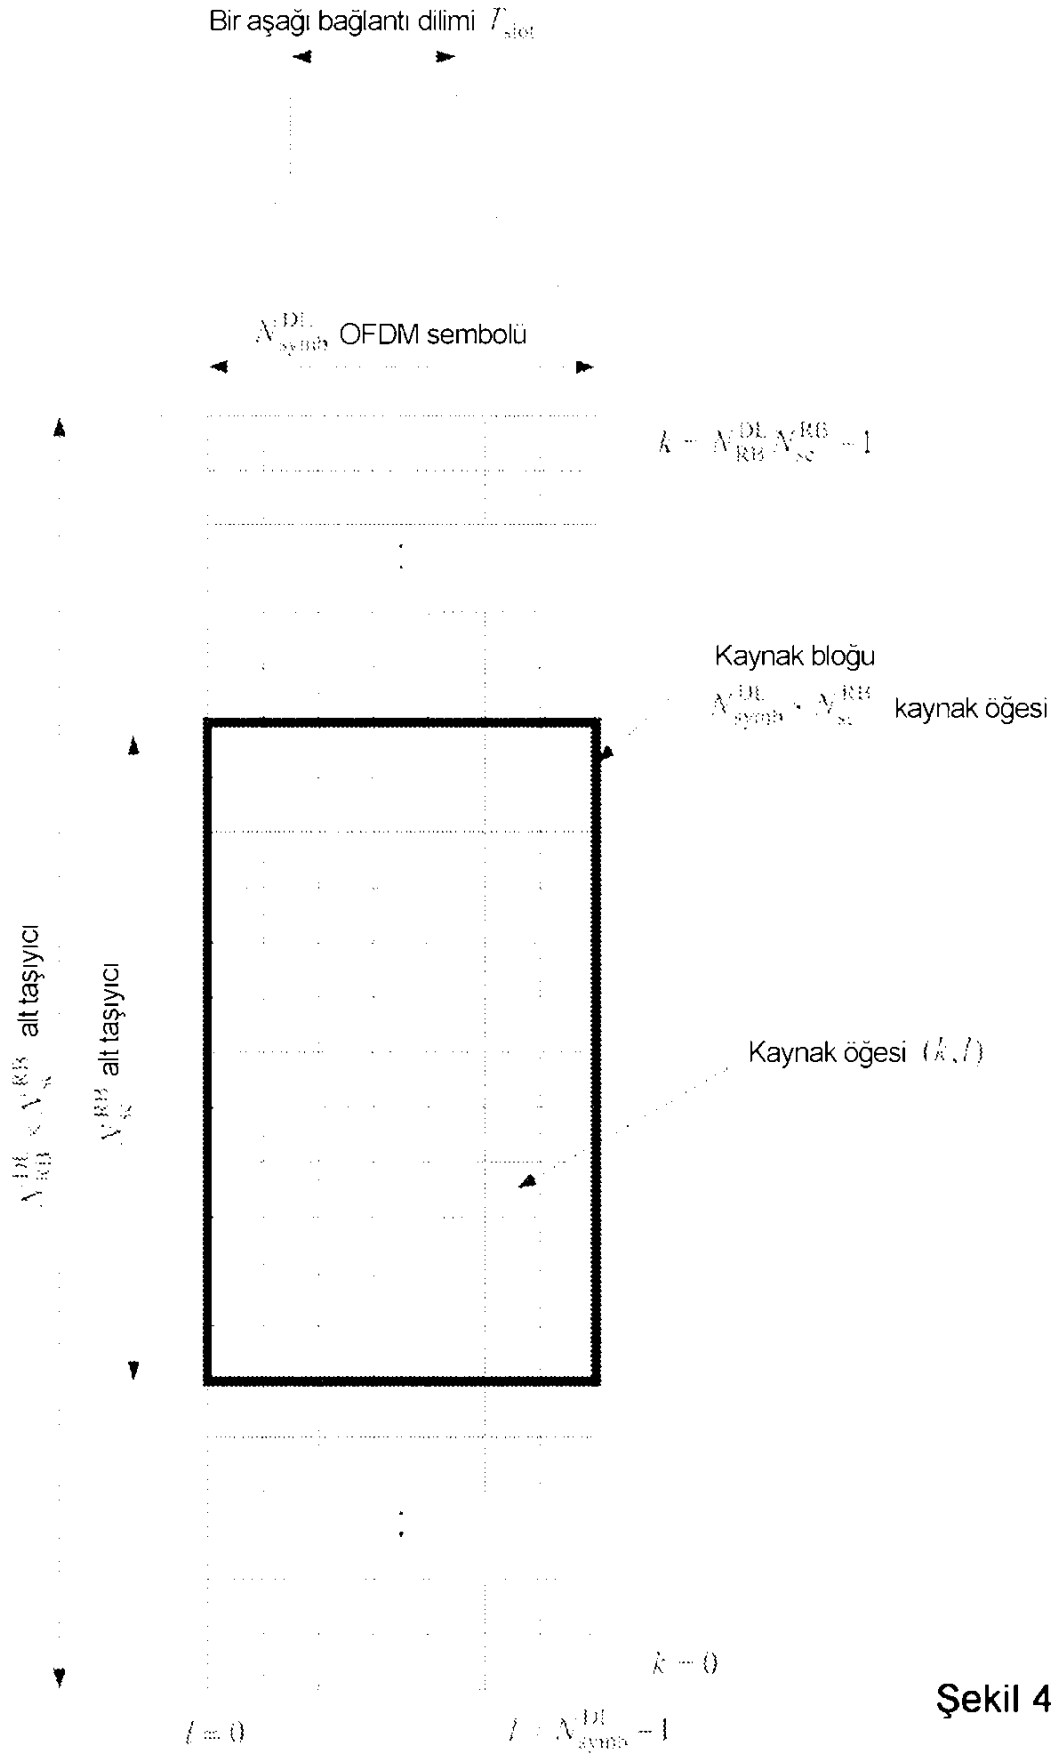 Bir aşağı bağlantı dilimi T_slot
N_symb^DL OFDM sembolü
k = N_RB^DL N_sc^RB − 1
Kaynak bloğu
N_symb^DL × N_sc^RB kaynak öğesi
N_RB^DL × N_sc^RB alt taşıyıcı
N_sc^RB alt taşıyıcı
Kaynak öğesi (k, l)
k = 0
l = 0
l = N_symb^DL − 1
Şekil 4